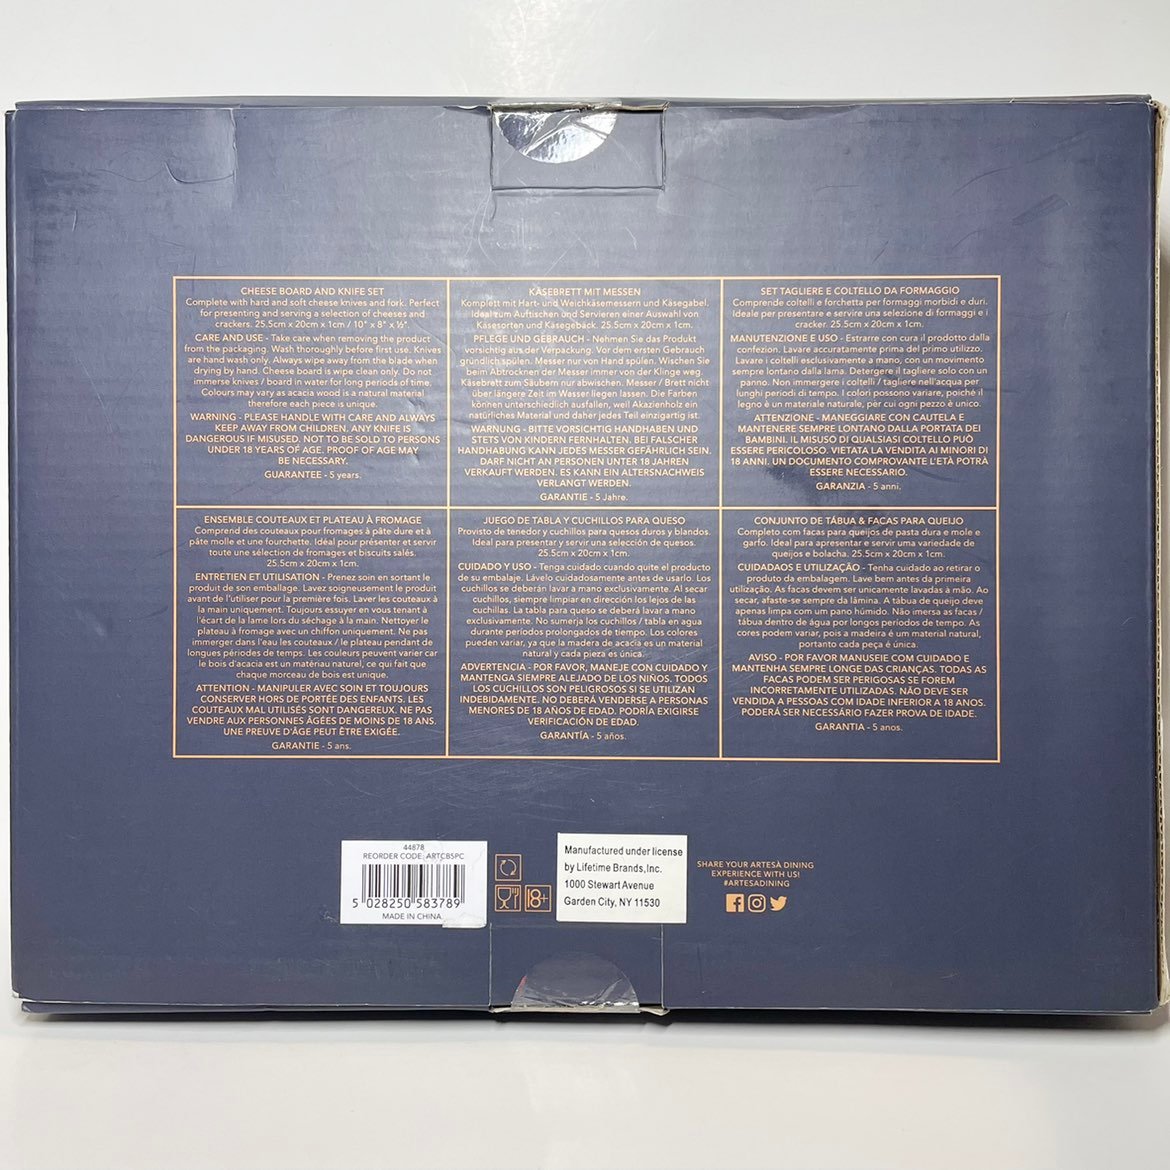 CHEESE BOARD AND KNIFE SET
Complete with hard and soft cheese knives and fork. Perfect
for presenting and serving a selection of cheeses and
crackers. 25.5cm x 20cm x 1cm / 10" x 8" x ½".
CARE AND USE - Take care when removing the product
from the packaging. Wash thoroughly before first use. Knives
are hand wash only. Always wipe away from the blade when
drying by hand. Cheese board is wipe clean only. Do not
immerse knives / board in water for long periods of time.
Colours may vary as acacia wood is a natural material
therefore each piece is unique.
WARNING - PLEASE HANDLE WITH CARE AND ALWAYS
KEEP AWAY FROM CHILDREN. ANY KNIFE IS
DANGEROUS IF MISUSED. NOT TO BE SOLD TO PERSONS
UNDER 18 YEARS OF AGE. PROOF OF AGE MAY
BE NECESSARY.
GUARANTEE - 5 years.
KÄSEBRETT MIT MESSEN
Komplett mit Hart- und Weichkäsemessern und Käsegabel.
Ideal zum Auftischen und Servieren einer Auswahl von
Käsesorten und Käsegebäck. 25.5cm x 20cm x 1cm.
PFLEGE UND GEBRAUCH - Nehmen Sie das Produkt
vorsichtig aus der Verpackung. Vor dem ersten Gebrauch
gründlich spülen. Messer nur von Hand spülen. Wischen Sie
beim Abtrocknen der Messer immer von der Klinge weg.
Käsebrett zum Säubern nur abwischen. Messer / Brett nicht
über längere Zeit im Wasser liegen lassen. Die Farben
können unterschiedlich ausfallen, weil Akazienholz ein
natürliches Material und daher jedes Teil einzigartig ist.
WARNUNG - BITTE VORSICHTIG HANDHABEN UND
STETS VON KINDERN FERNHALTEN. BEI FALSCHER
HANDHABUNG KANN JEDES MESSER GEFÄHRLICH SEIN.
DARF NICHT AN PERSONEN UNTER 18 JAHREN
VERKAUFT WERDEN. ES KANN EIN ALTERSNACHWEIS
VERLANGT WERDEN.
GARANTIE - 5 Jahre.
SET TAGLIERE E COLTELLO DA FORMAGGIO
Comprende coltelli e forchetta per formaggi morbidi e duri.
Ideale per presentare e servire una selezione di formaggi e i
cracker. 25.5cm x 20cm x 1cm.
MANUTENZIONE E USO - Estrarre con cura il prodotto dalla
confezion. Lavare accuratamente prima del primo utilizzo.
Lavare i coltelli esclusivamente a mano, con un movimento
sempre lontano dalla lama. Detergere il tagliere solo con un
panno. Non immergere i coltelli / tagliere nell'acqua per
lunghi periodi di tempo. I colori possono variare, poiché il
legno è un materiale naturale, per cui ogni pezzo è unico.
ATTENZIONE - MANEGGIARE CON CAUTELA E
MANTENERE SEMPRE LONTANO DALLA PORTATA DEI
BAMBINI. IL MISUSO DI QUALSIASI COLTELLO PUÒ
ESSERE PERICOLOSO. VIETATA LA VENDITA AI MINORI DI
18 ANNI. UN DOCUMENTO COMPROVANTE L'ETÀ POTRÀ
ESSERE NECESSARIO.
GARANZIA - 5 anni.
ENSEMBLE COUTEAUX ET PLATEAU À FROMAGE
Comprend des couteaux pour fromages à pâte dure et à
pâte molle et une fourchette. Idéal pour présenter et servir
toute une sélection de fromages et biscuits salés.
25.5cm x 20cm x 1cm.
ENTRETIEN ET UTILISATION - Prenez soin en sortant le
produit de son emballage. Lavez soigneusement le produit
avant de l'utiliser pour la première fois. Laver les couteaux à
la main uniquement. Toujours essuyer en vous tenant à
l'écart de la lame lors du séchage à la main. Nettoyer le
plateau à fromage avec un chiffon uniquement. Ne pas
immerger dans l'eau les couteaux / le plateau pendant de
longues périodes de temps. Les couleurs peuvent varier car
le bois d'acacia est un matériau naturel, ce qui fait que
chaque morceau de bois est unique.
ATTENTION - MANIPULER AVEC SOIN ET TOUJOURS
CONSERVER HORS DE PORTÉE DES ENFANTS. LES
COUTEAUX MAL UTILISÉS SONT DANGEREUX. NE PAS
VENDRE AUX PERSONNES ÂGÉES DE MOINS DE 18 ANS.
UNE PREUVE D'ÂGE PEUT ÊTRE EXIGÉE.
GARANTIE - 5 ans.
JUEGO DE TABLA Y CUCHILLOS PARA QUESO
Provisto de tenedor y cuchillos para quesos duros y blandos.
Ideal para presentar y servir una selección de quesos.
25.5cm x 20cm x 1cm.
CUIDADO Y USO - Tenga cuidado cuando quite el producto
de su embalaje. Lávelo cuidadosamente antes de usarlo. Los
cuchillos se deberán lavar a mano exclusivamente. Al secar
cuchillos, siempre limpiar en dirección los lejos de las
cuchillas. La tabla para queso se deberá lavar a mano
exclusivamente. No sumerja los cuchillos / tabla en agua
durante períodos prolongados de tiempo. Los colores
pueden variar, ya que la madera de acacia es un material
natural y cada pieza es única.
ADVERTENCIA - POR FAVOR, MANEJE CON CUIDADO Y
MANTENGA SIEMPRE ALEJADO DE LOS NIÑOS. TODOS
LOS CUCHILLOS SON PELIGROSOS SI SE UTILIZAN
INDEBIDAMENTE. NO DEBERÁ VENDERSE A PERSONAS
MENORES DE 18 AÑOS DE EDAD. PODRÍA EXIGIRSE
VERIFICACIÓN DE EDAD.
GARANTÍA - 5 años.
CONJUNTO DE TÁBUA & FACAS PARA QUEIJO
Completo com facas para queijos de pasta dura e mole e
garfo. Ideal para apresentar e servir uma variedade de
queijos e bolacha. 25.5cm x 20cm x 1cm.
CUIDADAOS E UTILIZAÇÃO - Tenha cuidado ao retirar o
produto da embalagem. Lave bem antes da primeira
utilização. As facas devem ser unicamente lavadas à mão. Ao
secar, afaste-se sempre da lâmina. A tábua de queijo deve
apenas limpa com um pano húmido. Não imersa as facas /
tábua dentro de água por longos períodos de tempo. As
cores podem variar, pois a madeira é um material natural,
portanto cada peça é única.
AVISO - POR FAVOR MANUSEIE COM CUIDADO E
MANTENHA SEMPRE LONGE DAS CRIANÇAS. TODAS AS
FACAS PODEM SER PERIGOSAS SE FOREM
INCORRETAMENTE UTILIZADAS. NÃO DEVE SER
VENDIDA A PESSOAS COM IDADE INFERIOR A 18 ANOS.
PODERÁ SER NECESSÁRIO FAZER PROVA DE IDADE.
GARANTIA - 5 anos.
44878
REORDER CODE: ARTCB5PC
5 028250 583789
MADE IN CHINA
18+
Manufactured under license
by Lifetime Brands,Inc.
1000 Stewart Avenue
Garden City, NY 11530
SHARE YOUR ARTESÀ DINING
EXPERIENCE WITH US!
#ARTESADINING